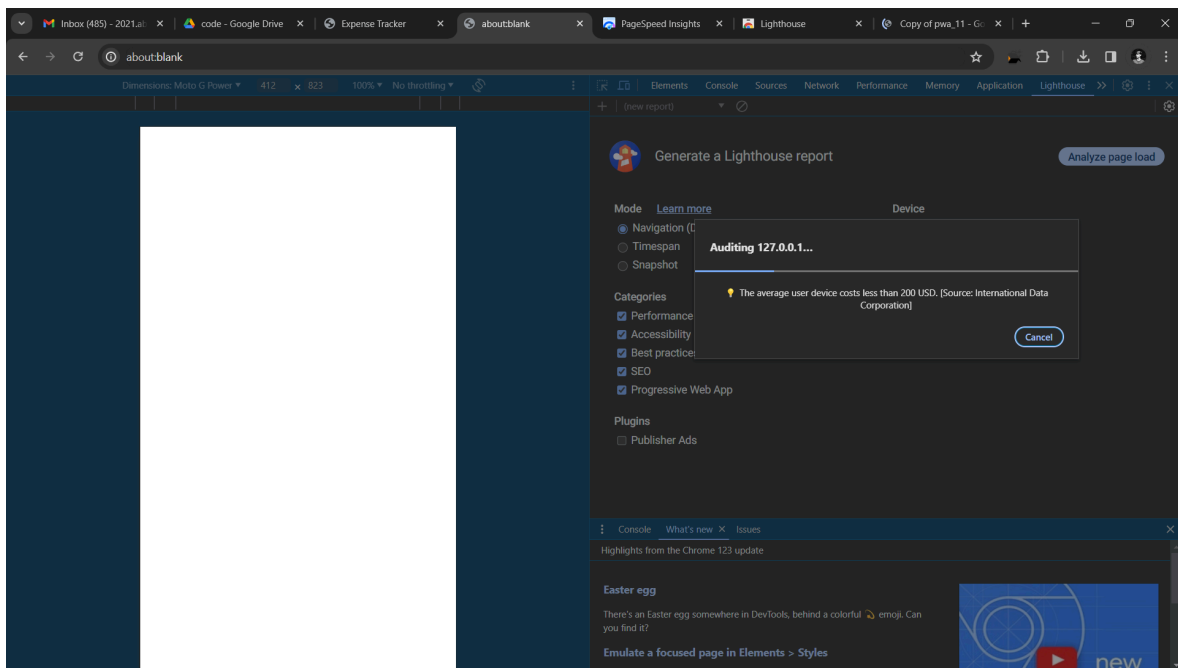 Inbox (485) - 2021.ab
code - Google Drive
Expense Tracker
about:blank
PageSpeed Insights
Lighthouse
Copy of pwa_11 - Go
about:blank
Dimensions: Moto G Power 412 x 823 100% No throttling
Elements Console Sources Network Performance Memory Application Lighthouse
(new report)
Generate a Lighthouse report
Analyze page load
Mode Learn more
Device
Navigation (D
Timespan
Snapshot
Auditing 127.0.0.1...
💡 The average user device costs less than 200 USD. [Source: International Data
Corporation]
Cancel
Categories
Performance
Accessibility
Best practices
SEO
Progressive Web App
Plugins
Publisher Ads
Console What's new Issues
Highlights from the Chrome 123 update
Easter egg
There's an Easter egg somewhere in DevTools, behind a colorful 💫 emoji. Can
you find it?
Emulate a focused page in Elements > Styles
new